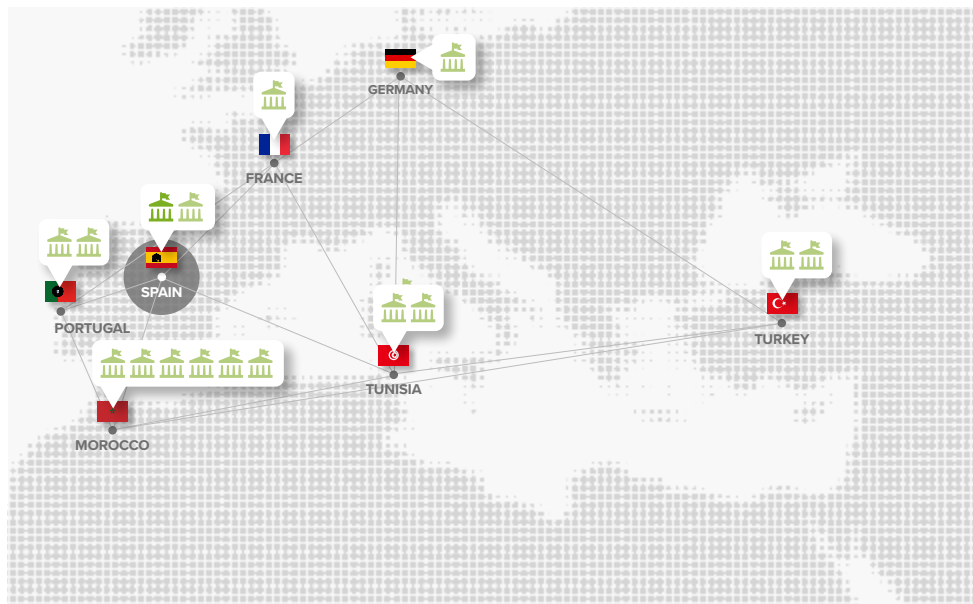 GERMANY
FRANCE
SPAIN
PORTUGAL
TURKEY
TUNISIA
MOROCCO